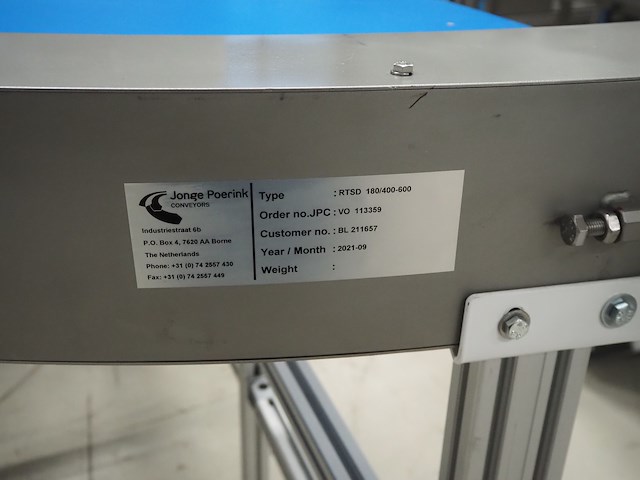 Jonge Poerink
CONVEYORS
Industriestraat 6b
P.O. Box 4, 7620 AA Borne
The Netherlands
Phone: +31 (0) 74 2557 430
Fax: +31 (0) 74 2557 449
Type : RTSD 180/400-600
Order no.JPC : VO 113359
Customer no. : BL 211657
Year / Month : 2021-09
Weight :